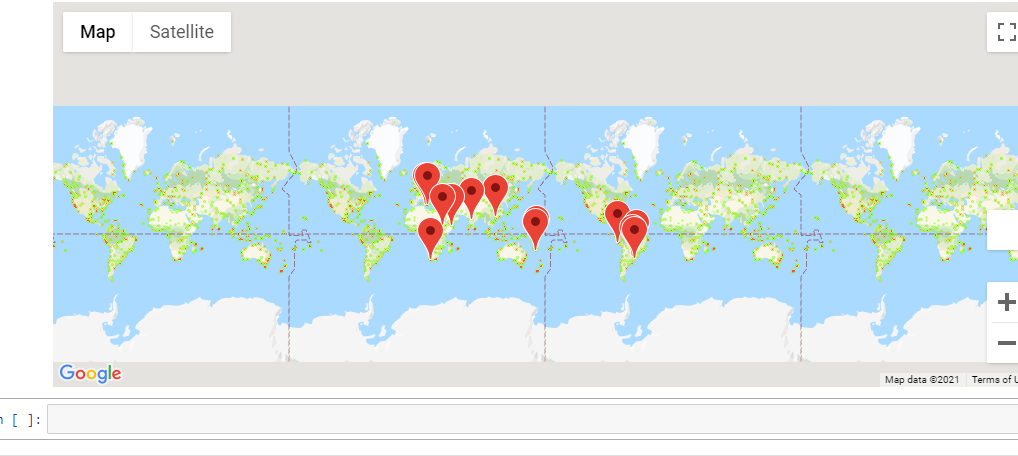 Map Satellite
Google
Map data ©2021 Terms of U
n [ ]: